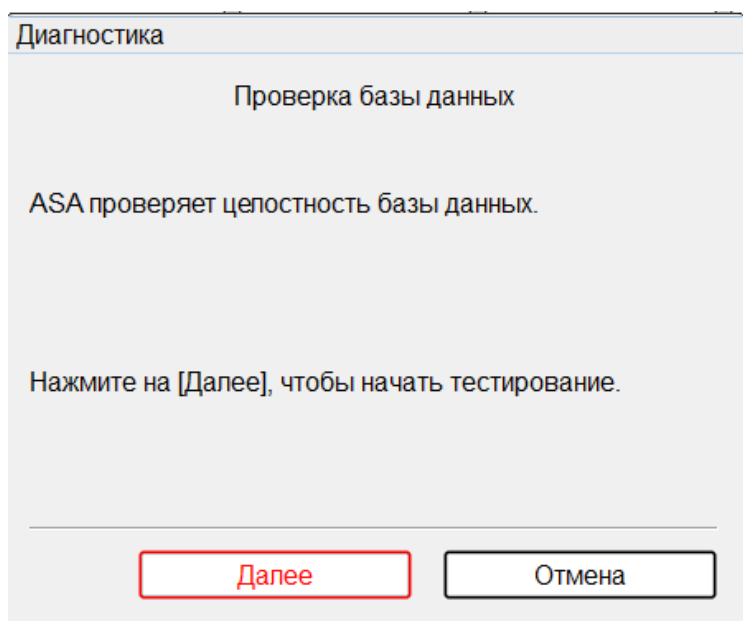 Диагностика
Проверка базы данных
ASA проверяет целостность базы данных.
Нажмите на [Далее], чтобы начать тестирование.
Далее
Отмена